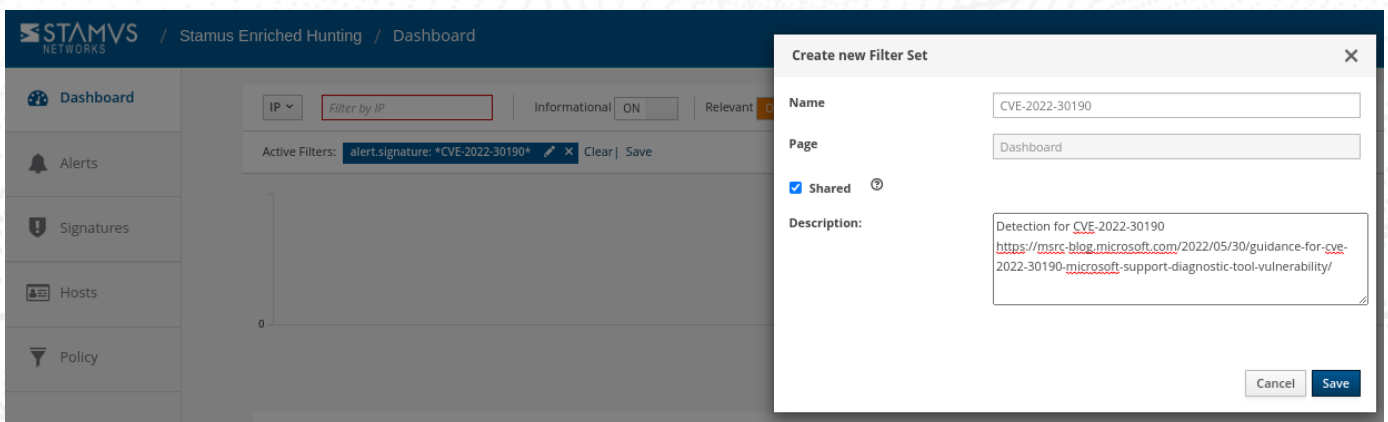 STAMVS
NETWORKS
/ Stamus Enriched Hunting / Dashboard
Dashboard
Alerts
Signatures
Hosts
Policy
IP
Filter by IP
Informational ON
Relevant
Active Filters: alert.signature: *CVE-2022-30190* Clear| Save
0
Create new Filter Set
Name
CVE-2022-30190
Page
Dashboard
Shared
Description:
Detection for CVE-2022-30190
https://msrc-blog.microsoft.com/2022/05/30/guidance-for-cve-
2022-30190-microsoft-support-diagnostic-tool-vulnerability/
Cancel
Save